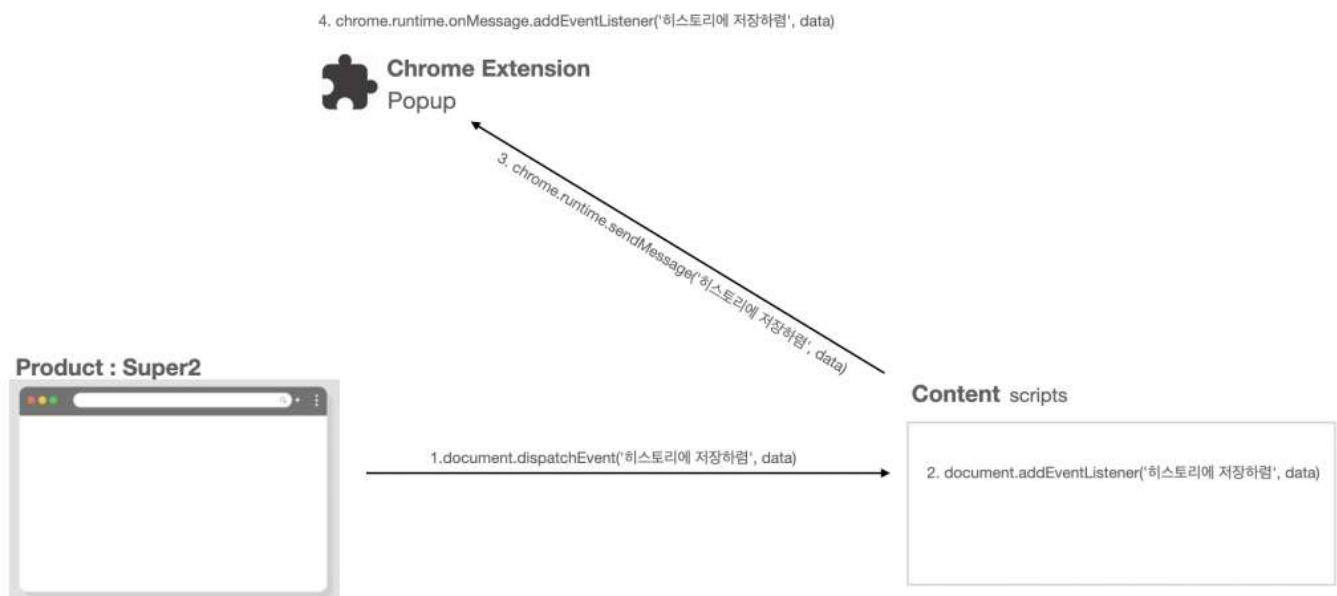 4. chrome.runtime.onMessage.addEventListener('히스토리에 저장하렴', data)
Chrome Extension
Popup
3. chrome.runtime.sendMessage('히스토리에 저장하렴', data)
Product : Super2
Content scripts
1.document.dispatchEvent('히스토리에 저장하렴', data)
2. document.addEventListener('히스토리에 저장하렴', data)